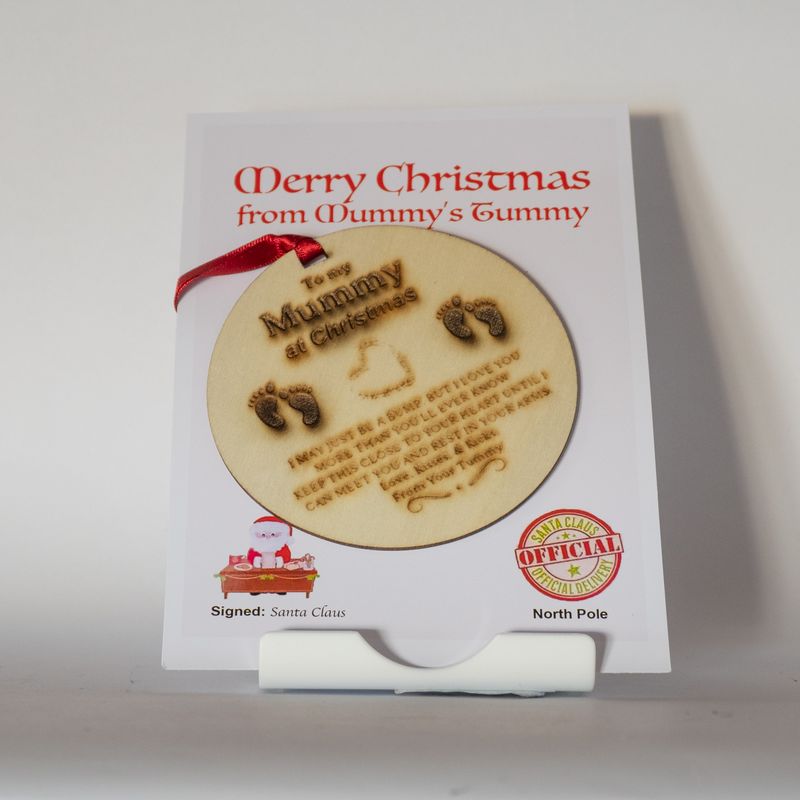 Merry Christmas
from Mummy's Tummy
To my
Mummy
at Christmas
I MAY JUST BE A BUMP BUT I LOVE YOU
MORE THAN YOU'LL EVER KNOW
KEEP THIS CLOSE TO YOUR HEART UNTIL I
CAN MEET YOU AND REST IN YOUR ARMS
Love, Kisses & Kicks
From Your Tummy
SANTA CLAUS
OFFICIAL
OFFICIAL DELIVERY
Signed: Santa Claus
North Pole